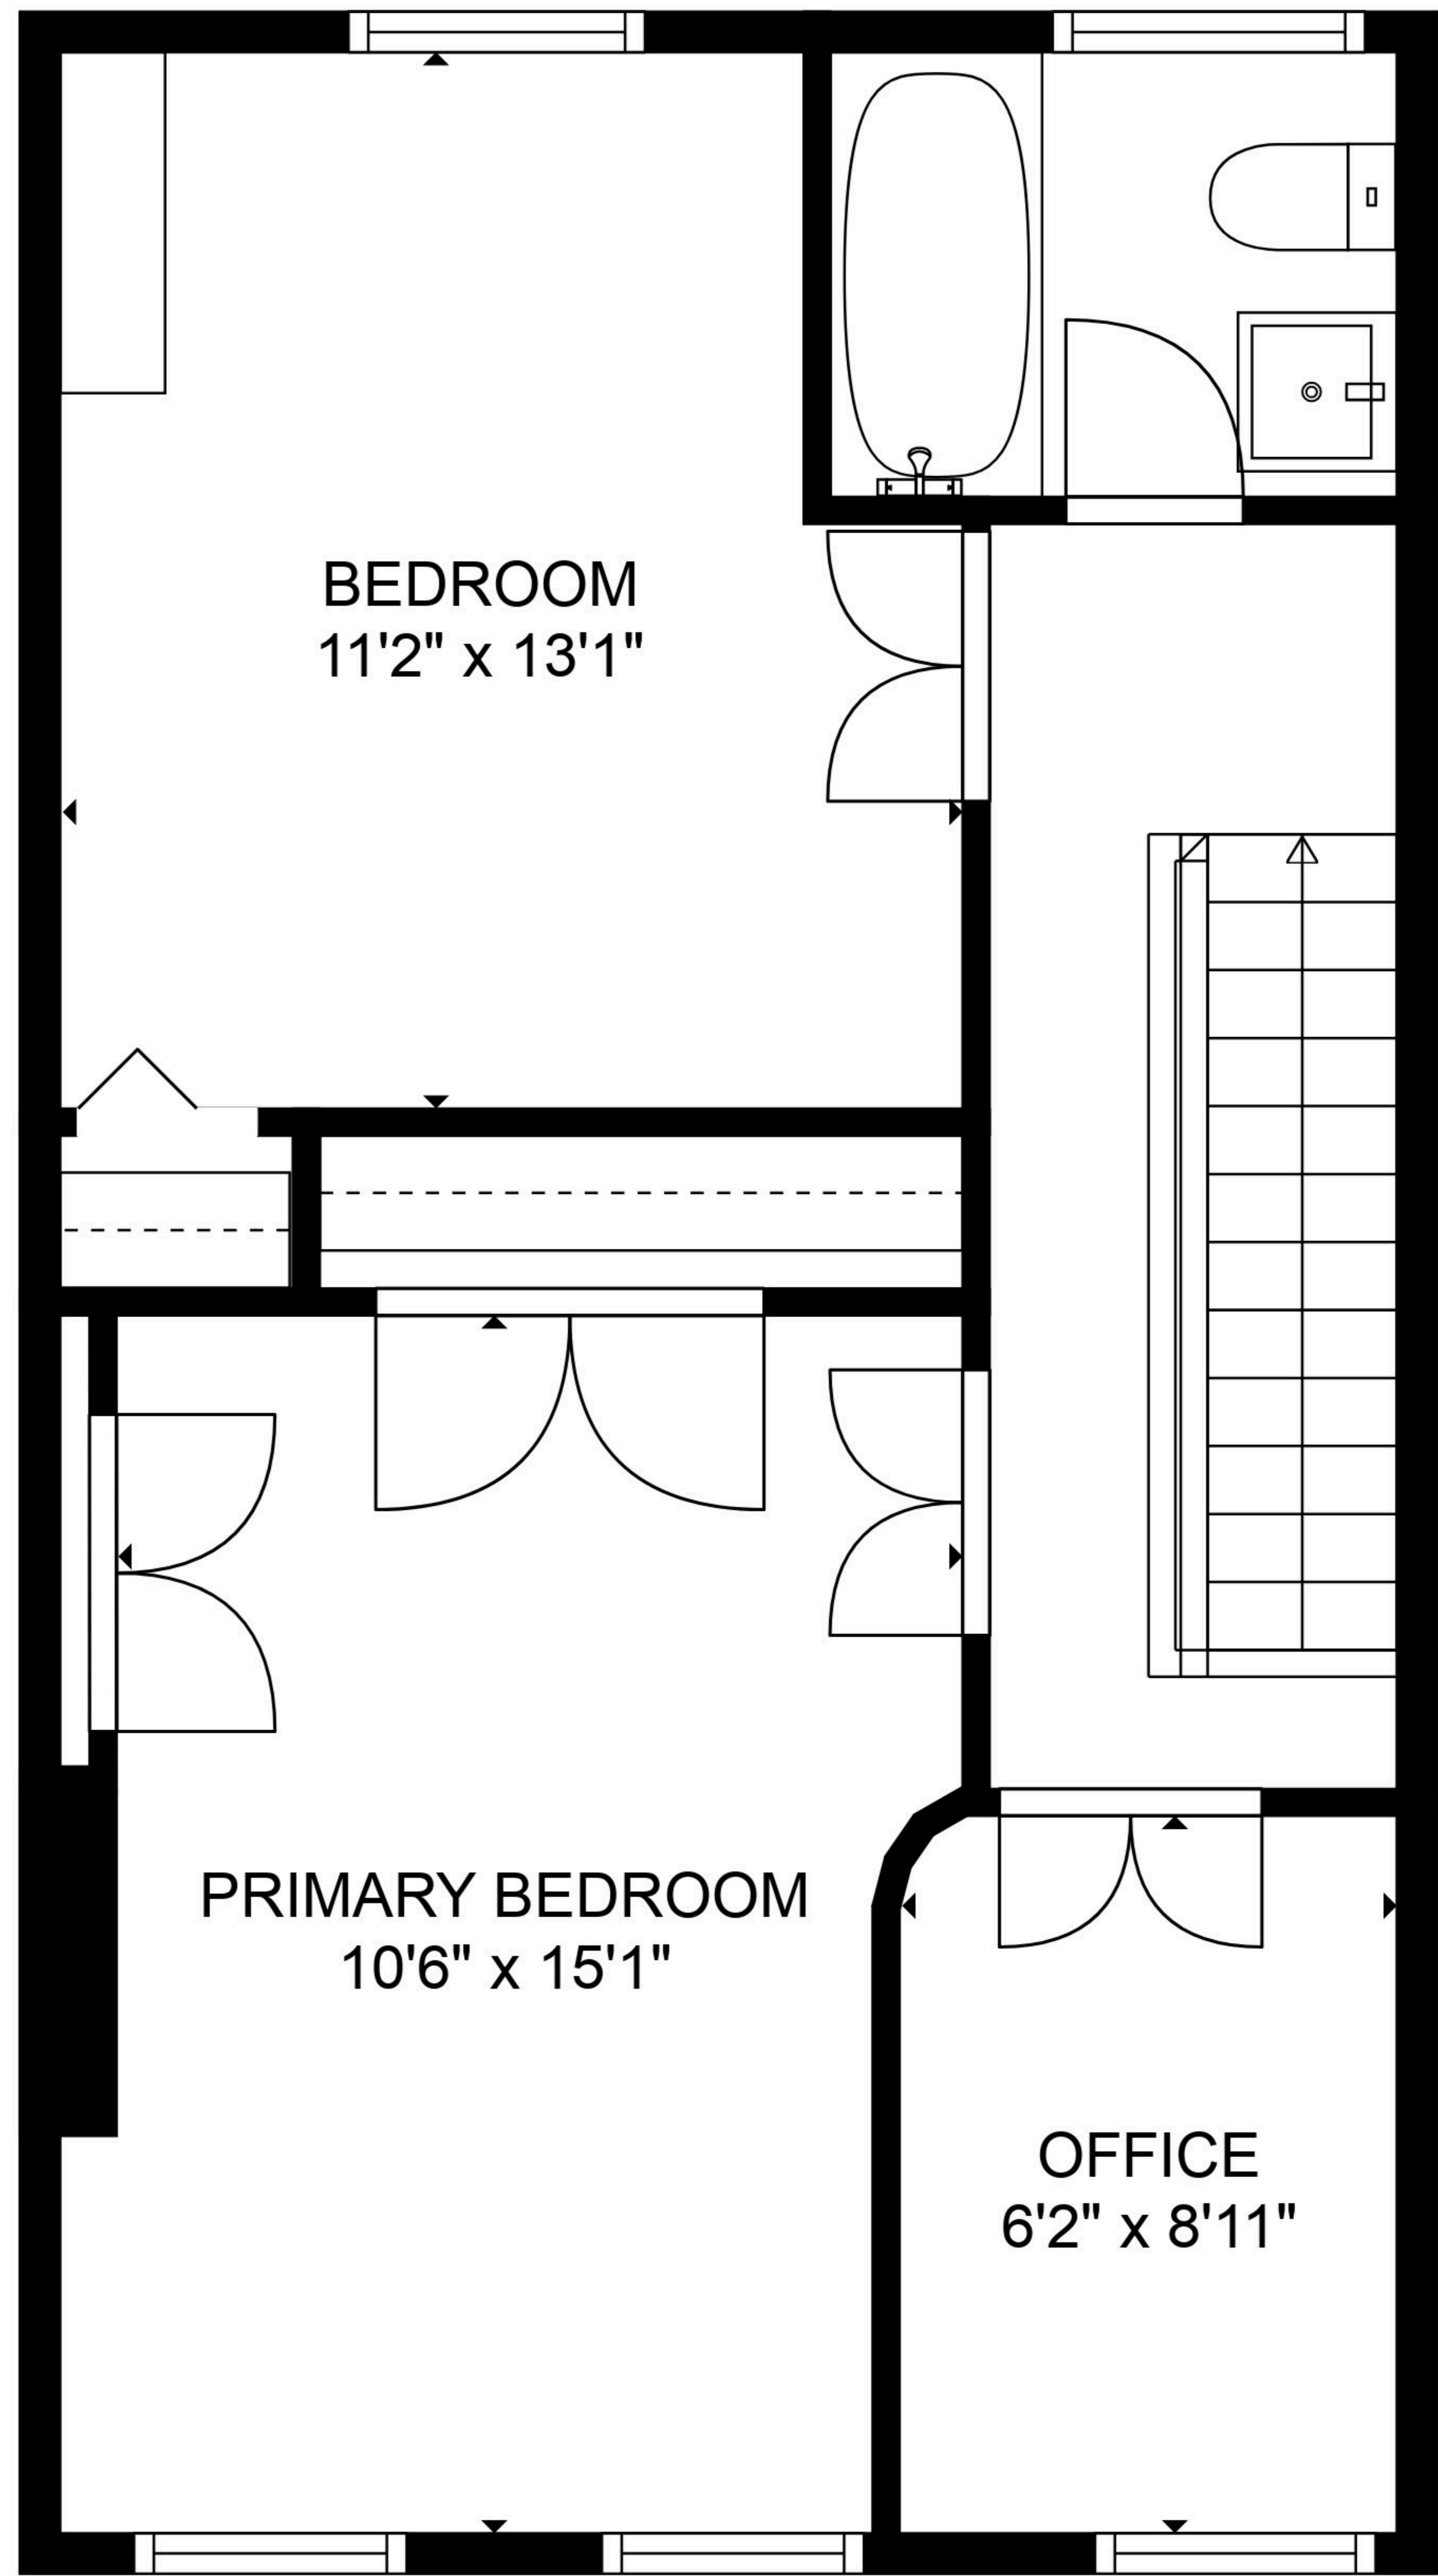 BEDROOM
11'2" x 13'1"
PRIMARY BEDROOM
10'6" x 15'1"
OFFICE
6'2" x 8'11"